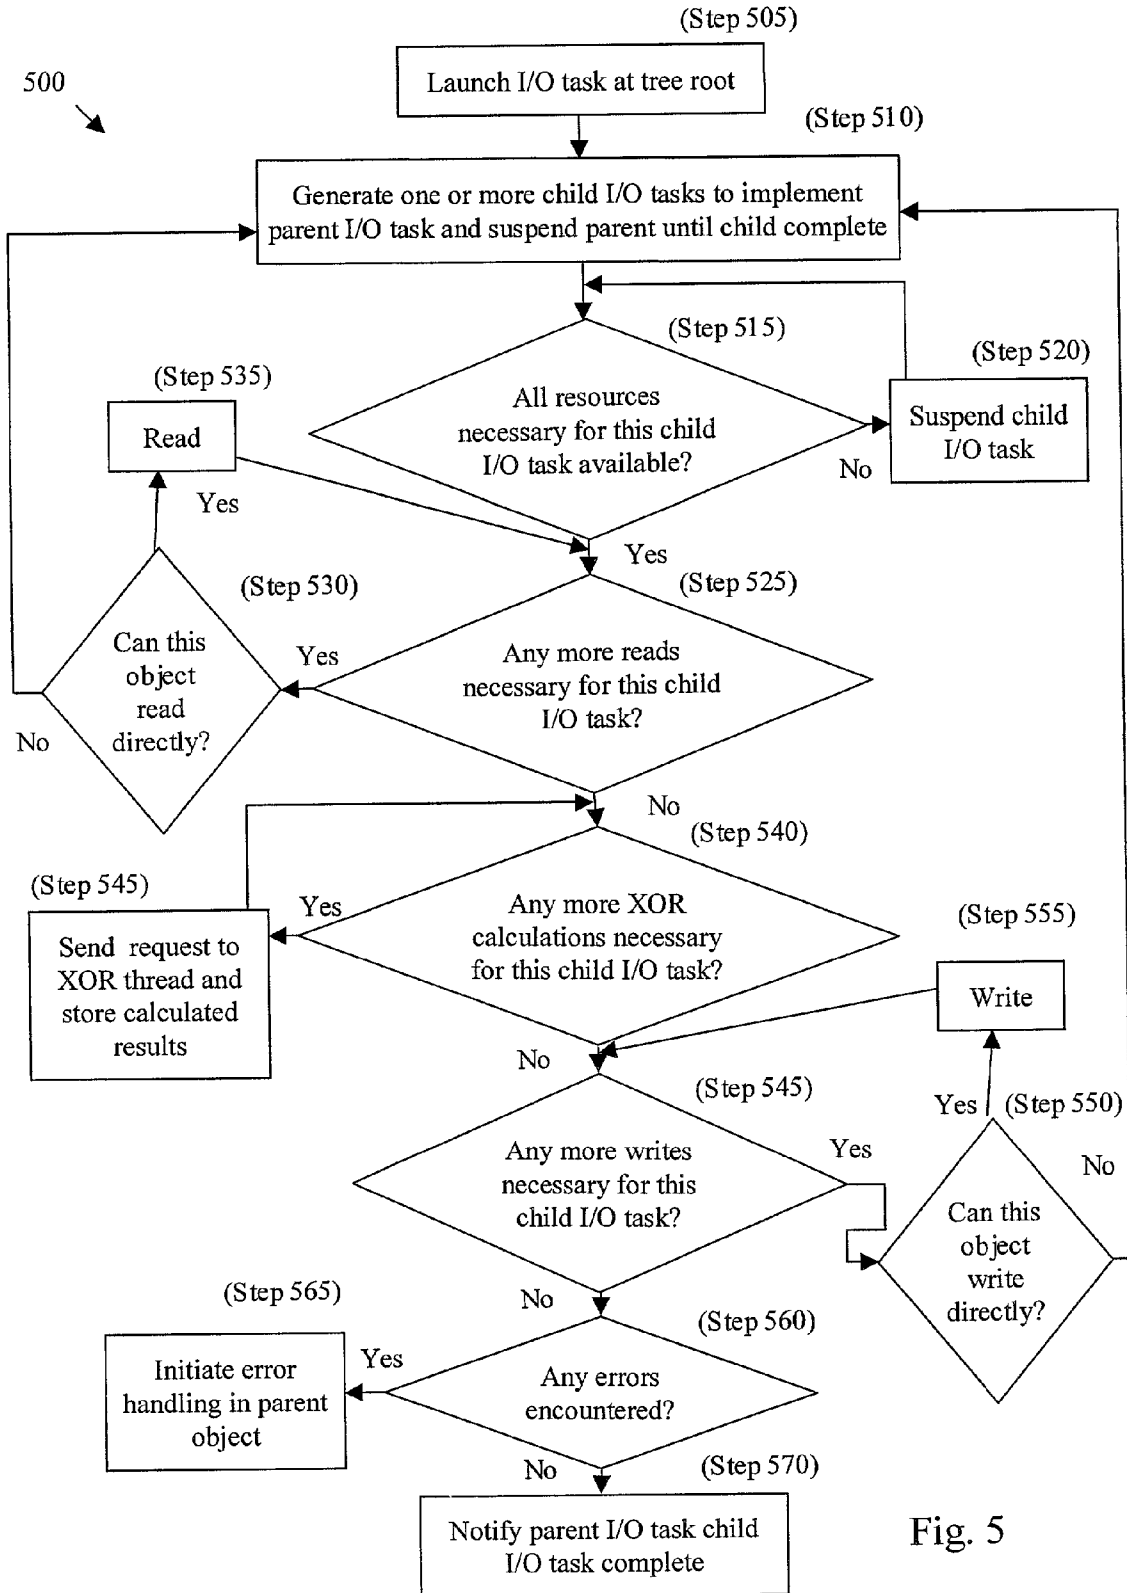 (Step 505)
Launch I/O task at tree root
500
(Step 510)
Generate one or more child I/O tasks to implement
parent I/O task and suspend parent until child complete
(Step 515)
All resources
necessary for this child
I/O task available?
No
(Step 520)
Suspend child
I/O task
(Step 535)
Read
Yes
Yes
(Step 525)
Any more reads
necessary for this child
I/O task?
Yes
(Step 530)
Can this
object
read
directly?
No
No
(Step 540)
Any more XOR
calculations necessary
for this child I/O task?
Yes
(Step 545)
Send request to
XOR thread and
store calculated
results
(Step 555)
Write
No
(Step 545)
Any more writes
necessary for this
child I/O task?
Yes
Yes
(Step 550)
Can this
object
write
directly?
No
No
(Step 560)
Any errors
encountered?
Yes
(Step 565)
Initiate error
handling in parent
object
No
(Step 570)
Notify parent I/O task child
I/O task complete
Fig. 5